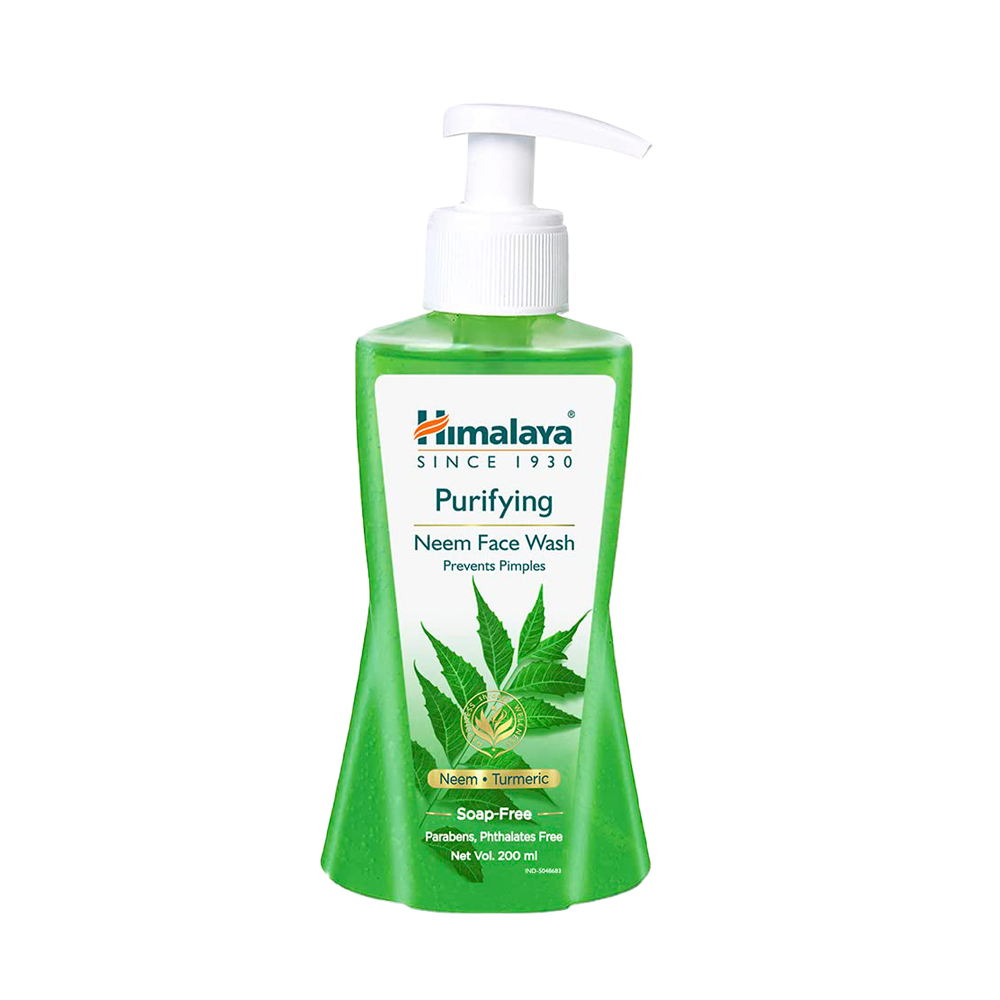 Himalaya®
SINCE 1930
Purifying
Neem Face Wash
Prevents Pimples
Neem • Turmeric
Soap-Free
Parabens, Phthalates Free
Net Vol. 200 ml
IND-5048683